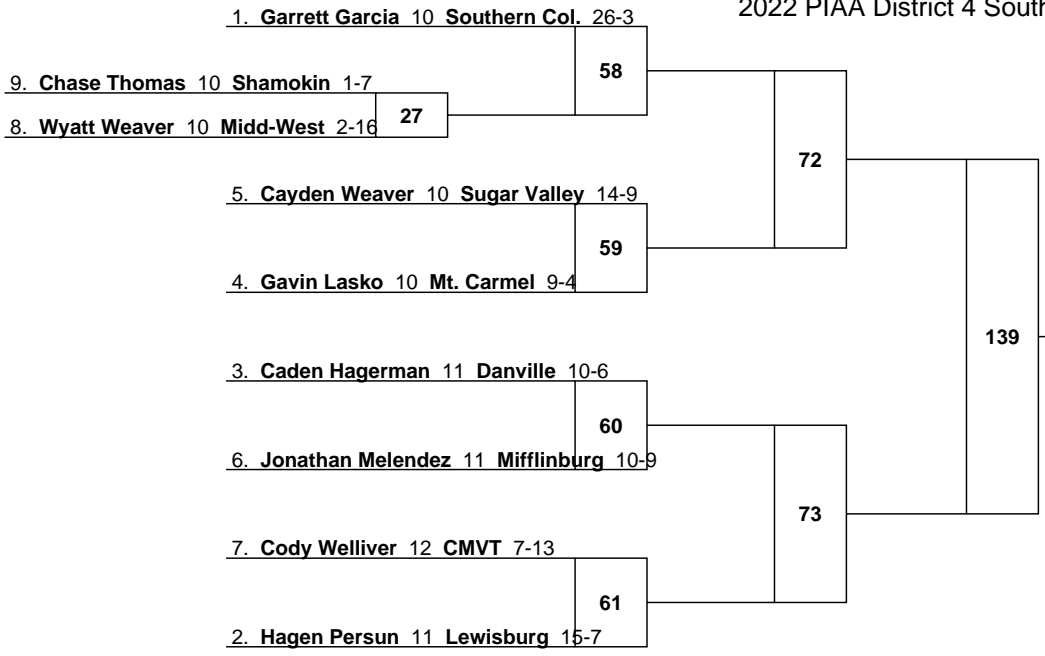 2022 PIAA District 4 South
1. Garrett Garcia 10 Southern Col. 26-3
58
9. Chase Thomas 10 Shamokin 1-7
27
8. Wyatt Weaver 10 Midd-West 2-16
72
5. Cayden Weaver 10 Sugar Valley 14-9
59
4. Gavin Lasko 10 Mt. Carmel 9-4
139
3. Caden Hagerman 11 Danville 10-6
60
6. Jonathan Melendez 11 Mifflinburg 10-9
73
7. Cody Welliver 12 CMVT 7-13
61
2. Hagen Persun 11 Lewisburg 15-7